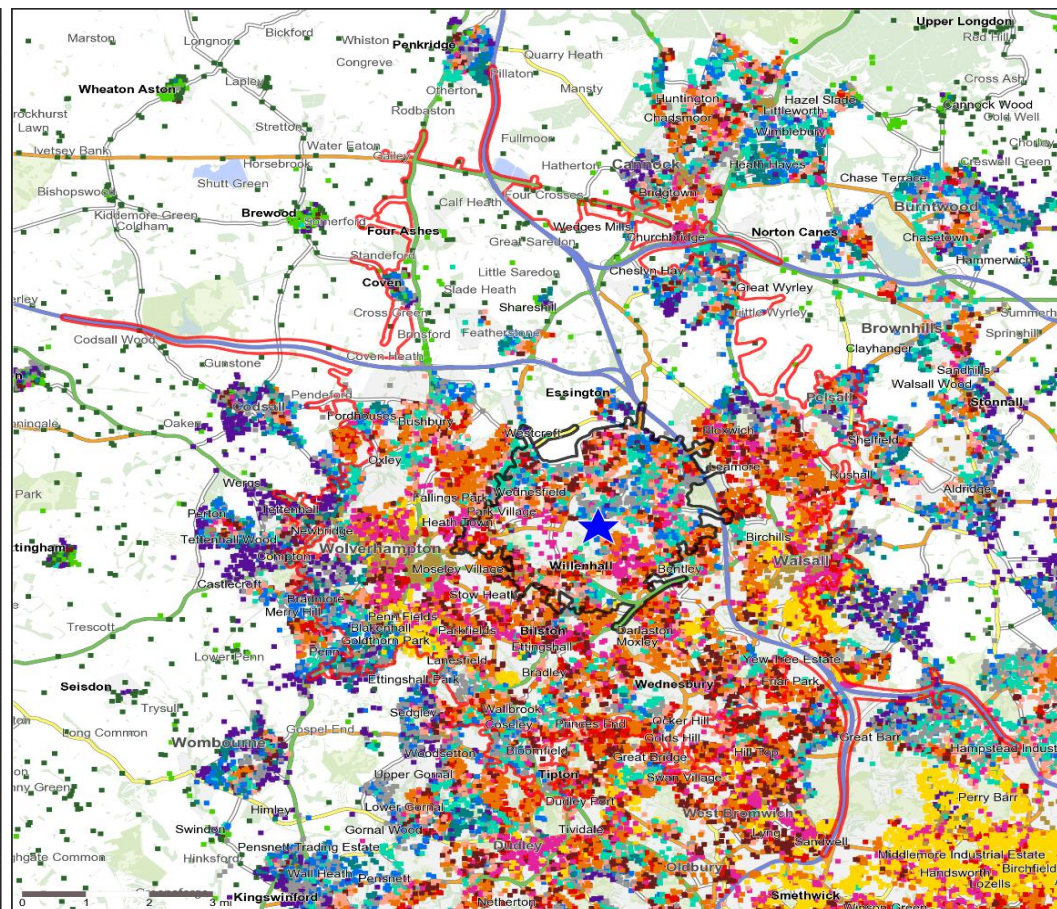 Marston
Longnor
Bickford
Whiston
Penkridge
Congreve
Quarry Heath
Upper Longdon
Red Hill
Pillaton
Wheaton Aston
Lapley
Otherton
Mansty
Huntington
Hazel Slade
Littleworth
Cross Ash
Cannock Wood
Gold Well
Lawn
Rodbaston
Chadsmoor
Stretton
Wimblebury
Ivetsey Bank
Water Eaton
Gailey
Fullmoor
Hatherton
Cannock
Heath Hayes
Creswell Green
Horsebrook
Shutt Green
Chase Terrace
Bishopswood
Four Crosses
Bridgtown
Burntwood
Calf Heath
Kiddemore Green
Brewood
Somerford
Coldham
Four Ashes
Wedges Mills
Churchbridge
Norton Canes
Chasetown
Great Saredon
Standeford
Hammerwich
Little Saredon
Cheslyn Hay
Coven
Slade Heath
Great Wyrley
Shareshill
Cross Green
Little Wyrley
Codsall Wood
Brinsford
Featherstone
Brownhills
Springhill
Coven Heath
Clayhanger
Gunstone
Sandhills
Walsall Wood
Pendeford
Essington
Pelsall
Stonnall
Codsall
Fordhouses
Bushbury
Oaken
Westcroft
Bloxwich
Shelfield
Oxley
Leamore
Rushall
Wergs
Park
Fallings Park
Wednesfield
Aldridge
Perton
Tettenhall
Park Village
Newbridge
Heath Town
Tettenhall Wood
Birchills
Wolverhampton
Compton
Walsall
Castlecroft
Moseley Village
Willenhall
Bentley
Bradmore
Stow Heath
Merry Hill
Penn Fields
Trescott
Blakenhall
Parkfields
Bilston
Darlaston
Goldthorn Park
Ettingshall
Moxley
Penn
Lower Penn
Lanesfield
Yew Tree Estate
Bradley
Ettingshall Park
Wednesbury
Friar Park
Seisdon
Trysull
Sedgley
Wallbrook
Coseley
Princes End
Ocker Hill
Long Common
Gospel End
Golds Hill
Great Barr
Wombourne
Woodsetton
Bloomfield
Great Bridge
Hill Top
Upper Gornal
Tipton
Swan Village
Himley
Lower Gornal
Dudley Port
Perry Barr
West Bromwich
Swindon
Gornal Wood
Tividale
Lyng
Sandwell
Hinksford
Pensnett Trading Estate
Dudley
Middlemore Industrial Estate
Wall Heath
Pensnett
Oldbury
Handsworth
Birchfield
Lozells
Kingswinford
Netherton
Smethwick
Winson Green
0 1 2 3 mi